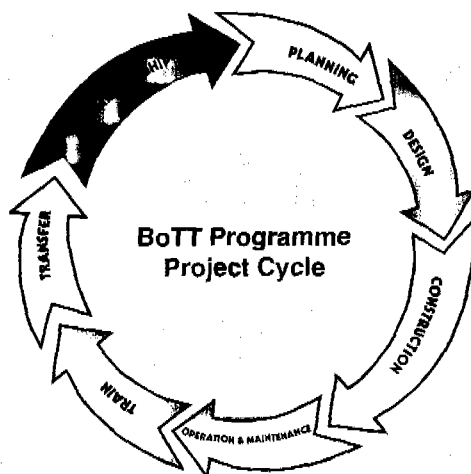 PLANNING
DESIGN
CONSTRUCTION
OPERATION & MAINTENANCE
TRAIN
TRANSFER
BoTT Programme
Project Cycle